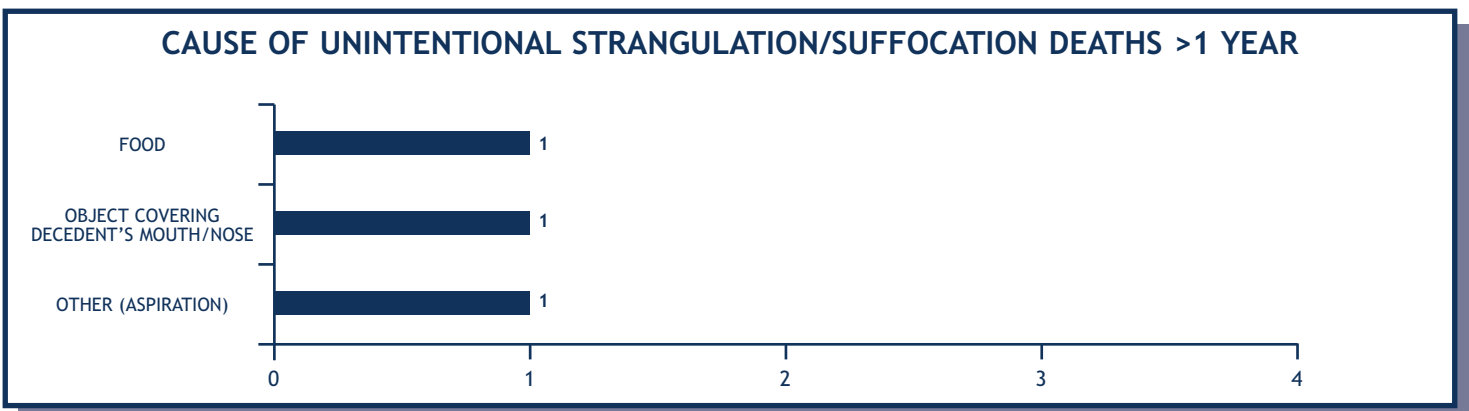 CAUSE OF UNINTENTIONAL STRANGULATION/SUFFOCATION DEATHS >1 YEAR
FOOD
1
OBJECT COVERING
DECEDENT’S MOUTH/NOSE
1
OTHER (ASPIRATION)
1
0 1 2 3 4